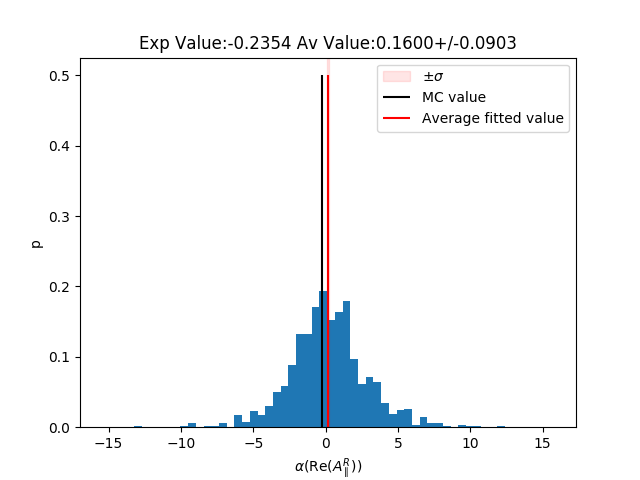 Exp Value:-0.2354 Av Value:0.1600+/-0.0903
±σ
MC value
Average fitted value
0.5
0.4
0.3
0.2
0.1
0.0
p
−15
−10
−5
0
5
10
15
α(Re(A^R_∥))